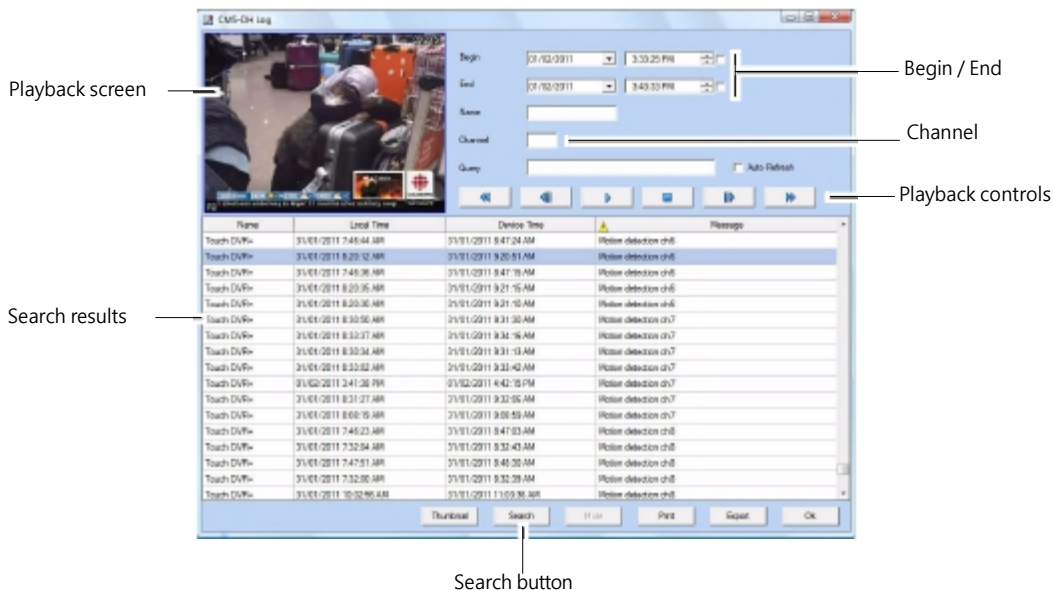 CMS-DH Log
Playback screen
Begin 01/02/2011 3:33:25 PM
End 01/02/2011 3:43:33 PM
Begin / End
Name
Channel
Channel
Query Auto Refresh
Playback controls
Name Local Time Device Time Message
Touch DVR= 31/01/2011 7:46:44 AM 31/01/2011 8:47:24 AM Motion detection ch6
Touch DVR= 31/01/2011 8:20:12 AM 31/01/2011 9:20:51 AM Motion detection ch6
Touch DVR= 31/01/2011 7:46:36 AM 31/01/2011 8:47:15 AM Motion detection ch6
Touch DVR= 31/01/2011 8:20:35 AM 31/01/2011 9:21:15 AM Motion detection ch6
Touch DVR= 31/01/2011 8:20:30 AM 31/01/2011 9:21:10 AM Motion detection ch6
Search results
Touch DVR= 31/01/2011 8:30:50 AM 31/01/2011 9:31:30 AM Motion detection ch7
Touch DVR= 31/01/2011 8:33:37 AM 31/01/2011 9:34:16 AM Motion detection ch7
Touch DVR= 31/01/2011 8:30:34 AM 31/01/2011 9:31:13 AM Motion detection ch7
Touch DVR= 31/01/2011 8:33:02 AM 31/01/2011 9:33:42 AM Motion detection ch7
Touch DVR= 01/02/2011 3:41:38 PM 01/02/2011 4:42:15 PM Motion detection ch7
Touch DVR= 31/01/2011 8:31:27 AM 31/01/2011 9:32:06 AM Motion detection ch7
Touch DVR= 31/01/2011 8:08:19 AM 31/01/2011 9:08:59 AM Motion detection ch7
Touch DVR= 31/01/2011 7:46:23 AM 31/01/2011 8:47:03 AM Motion detection ch8
Touch DVR= 31/01/2011 7:32:04 AM 31/01/2011 8:32:43 AM Motion detection ch8
Touch DVR= 31/01/2011 7:47:51 AM 31/01/2011 8:48:30 AM Motion detection ch8
Touch DVR= 31/01/2011 7:32:00 AM 31/01/2011 8:32:39 AM Motion detection ch8
Touch DVR= 31/01/2011 10:02:56 AM 31/01/2011 11:03:36 AM Motion detection ch8
Thumbnail Search Print Export Ok
Search button